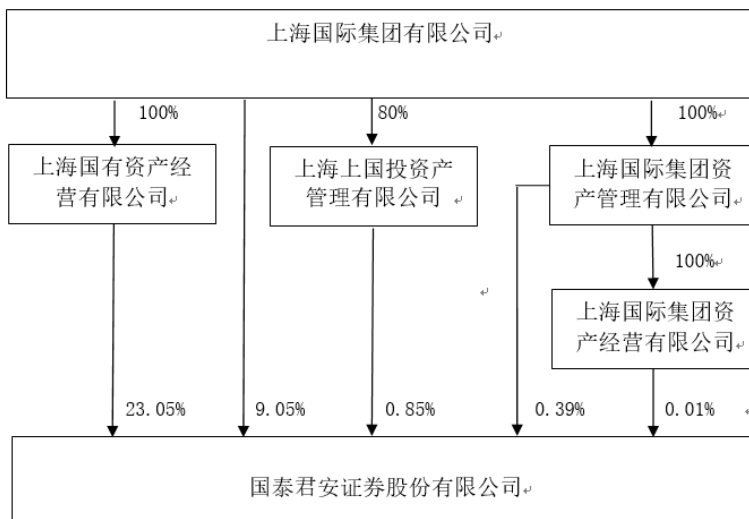 上海国际集团有限公司
100%
80%
100%
上海国有资产经
营有限公司
上海上国投资产
管理有限公司
上海国际集团资
产管理有限公司
100%
上海国际集团资
产经营有限公司
23.05%
9.05%
0.85%
0.39%
0.01%
国泰君安证券股份有限公司